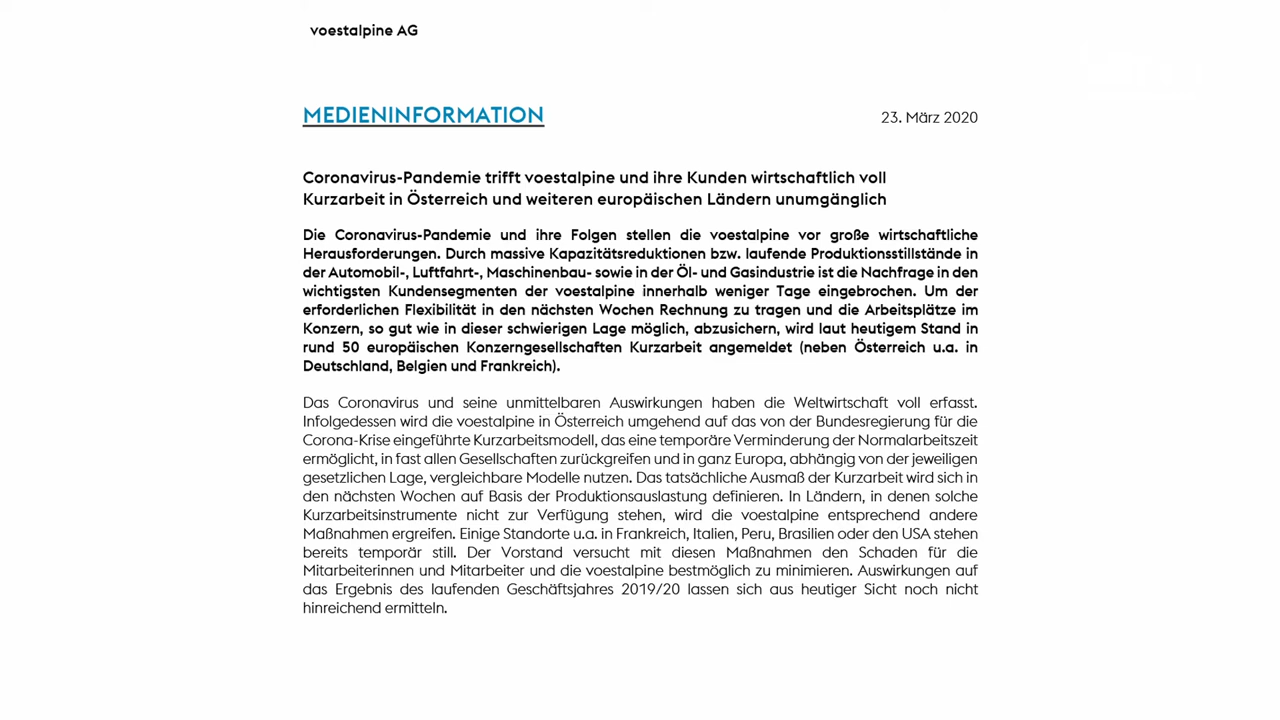 voestalpine AG
MEDIENINFORMATION
23. März 2020
Coronavirus-Pandemie trifft voestalpine und ihre Kunden wirtschaftlich voll
Kurzarbeit in Österreich und weiteren europäischen Ländern unumgänglich
Die Coronavirus-Pandemie und ihre Folgen stellen die voestalpine vor große wirtschaftliche
Herausforderungen. Durch massive Kapazitätsreduktionen bzw. laufende Produktionsstillstände in
der Automobil-, Luftfahrt-, Maschinenbau- sowie in der Öl- und Gasindustrie ist die Nachfrage in den
wichtigsten Kundensegmenten der voestalpine innerhalb weniger Tage eingebrochen. Um der
erforderlichen Flexibilität in den nächsten Wochen Rechnung zu tragen und die Arbeitsplätze im
Konzern, so gut wie in dieser schwierigen Lage möglich, abzusichern, wird laut heutigem Stand in
rund 50 europäischen Konzerngesellschaften Kurzarbeit angemeldet (neben Österreich u.a. in
Deutschland, Belgien und Frankreich).
Das Coronavirus und seine unmittelbaren Auswirkungen haben die Weltwirtschaft voll erfasst.
Infolgedessen wird die voestalpine in Österreich umgehend auf das von der Bundesregierung für die
Corona-Krise eingeführte Kurzarbeitsmodell, das eine temporäre Verminderung der Normalarbeitszeit
ermöglicht, in fast allen Gesellschaften zurückgreifen und in ganz Europa, abhängig von der jeweiligen
gesetzlichen Lage, vergleichbare Modelle nutzen. Das tatsächliche Ausmaß der Kurzarbeit wird sich in
den nächsten Wochen auf Basis der Produktionsauslastung definieren. In Ländern, in denen solche
Kurzarbeitsinstrumente nicht zur Verfügung stehen, wird die voestalpine entsprechend andere
Maßnahmen ergreifen. Einige Standorte u.a. in Frankreich, Italien, Peru, Brasilien oder den USA stehen
bereits temporär still. Der Vorstand versucht mit diesen Maßnahmen den Schaden für die
Mitarbeiterinnen und Mitarbeiter und die voestalpine bestmöglich zu minimieren. Auswirkungen auf
das Ergebnis des laufenden Geschäftsjahres 2019/20 lassen sich aus heutiger Sicht noch nicht
hinreichend ermitteln.